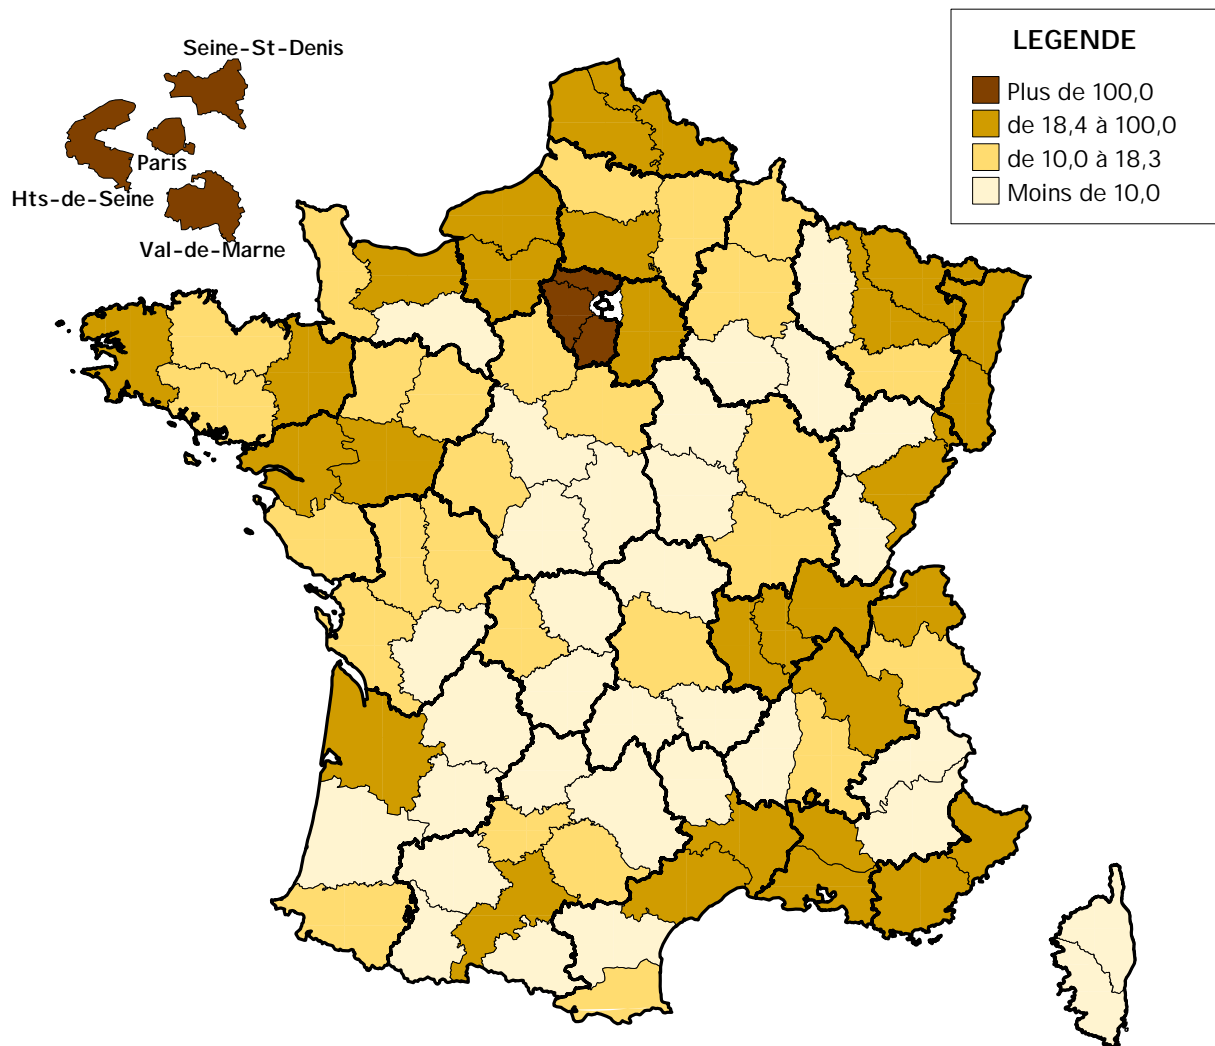 Seine-St-Denis
Paris
Hts-de-Seine
Val-de-Marne
LEGENDE
Plus de 100,0
de 18,4 à 100,0
de 10,0 à 18,3
Moins de 10,0